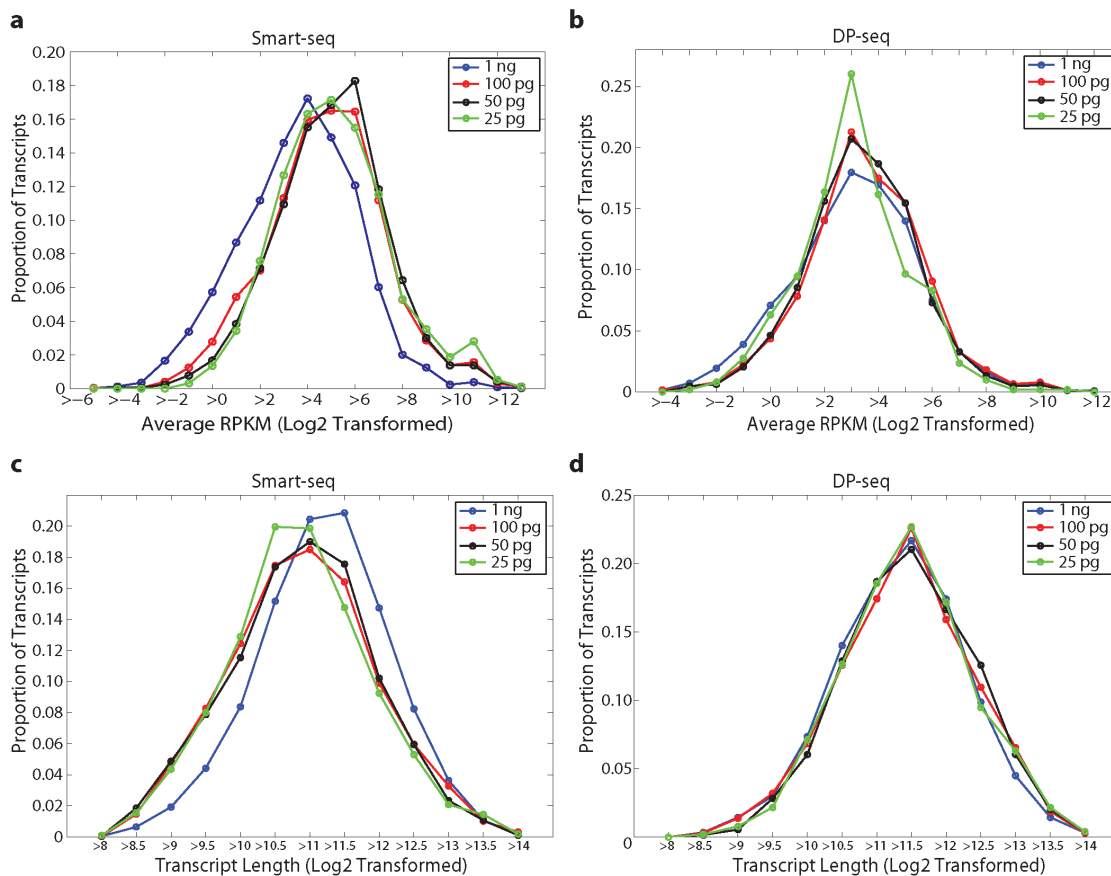 a
Smart-seq
0.20
0.18
0.16
0.14
0.12
0.10
0.08
0.06
0.04
0.02
0
Proportion of Transcripts
1 ng
100 pg
50 pg
25 pg
>−6 >−4 >−2 >0 >2 >4 >6 >8 >10 >12
Average RPKM (Log2 Transformed)
b
DP-seq
0.25
0.20
0.15
0.10
0.05
0
Proportion of Transcripts
1 ng
100 pg
50 pg
25 pg
>−4 >−2 >0 >2 >4 >6 >8 >10 >12
Average RPKM (Log2 Transformed)
c
Smart-seq
0.20
0.18
0.16
0.14
0.12
0.10
0.08
0.06
0.04
0.02
0
Proportion of Transcripts
1 ng
100 pg
50 pg
25 pg
>8 >8.5 >9 >9.5 >10 >10.5 >11 >11.5 >12 >12.5 >13 >13.5 >14
Transcript Length (Log2 Transformed)
d
DP-seq
0.25
0.20
0.15
0.10
0.05
0
Proportion of Transcripts
1 ng
100 pg
50 pg
25 pg
>8 >8.5 >9 >9.5 >10 >10.5 >11 >11.5 >12 >12.5 >13 >13.5 >14
Transcript Length (Log2 Transformed)